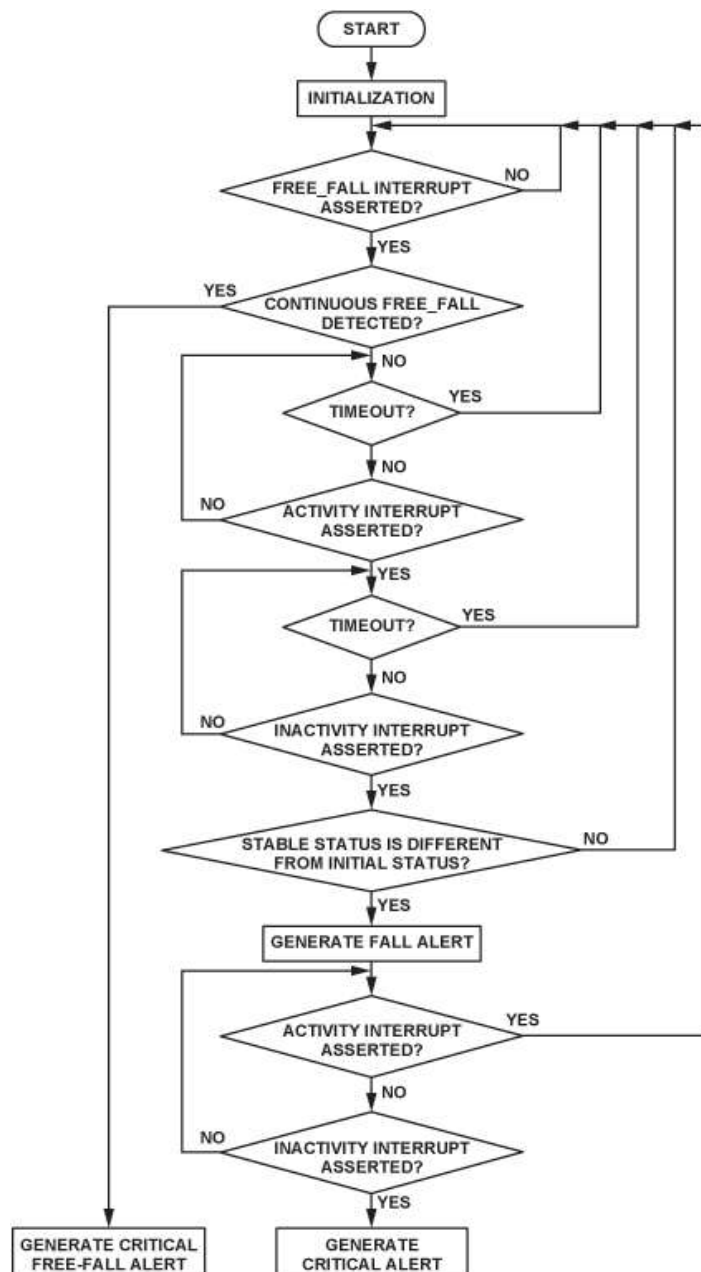 START
INITIALIZATION
FREE_FALL INTERRUPT
ASSERTED?
NO
YES
YES
CONTINUOUS FREE_FALL
DETECTED?
NO
TIMEOUT?
YES
NO
NO
ACTIVITY INTERRUPT
ASSERTED?
YES
TIMEOUT?
YES
NO
NO
INACTIVITY INTERRUPT
ASSERTED?
YES
STABLE STATUS IS DIFFERENT
FROM INITIAL STATUS?
NO
YES
GENERATE FALL ALERT
ACTIVITY INTERRUPT
ASSERTED?
YES
NO
NO
INACTIVITY INTERRUPT
ASSERTED?
YES
GENERATE CRITICAL
FREE-FALL ALERT
GENERATE
CRITICAL ALERT